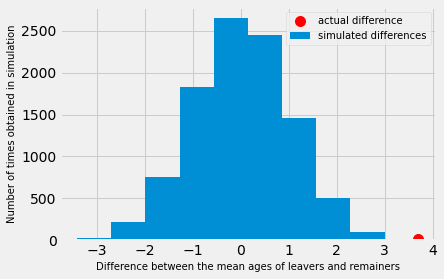 actual difference
simulated differences
Number of times obtained in simulation
2500
2000
1500
1000
500
0
−3 −2 −1 0 1 2 3 4
Difference between the mean ages of leavers and remainers